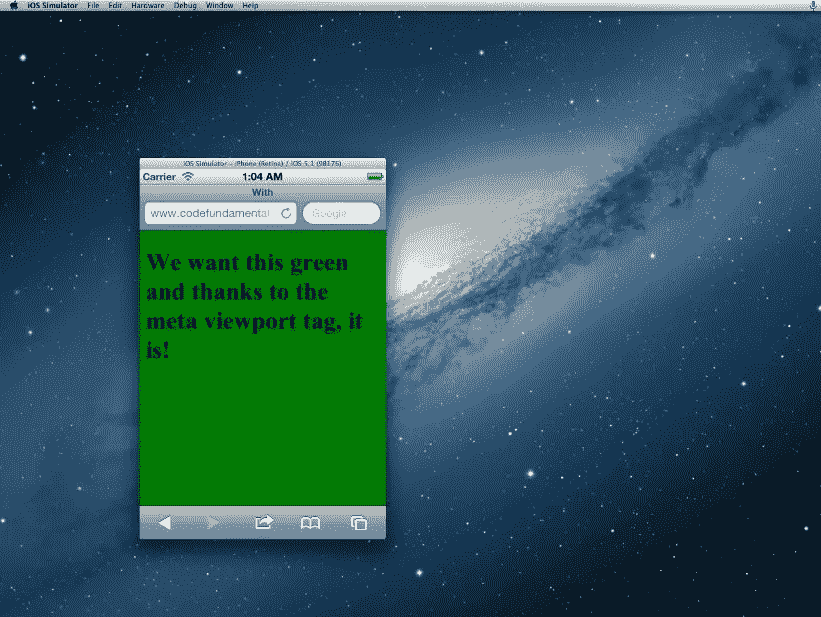 iOS Simulator File Edit Hardware Debug Window Help
iOS Simulator - iPhone (Retina) / iOS 5.1 (9B176)
Carrier 1:04 AM
With
www.codefundamental Google
We want this green
and thanks to the
meta viewport tag, it
is!